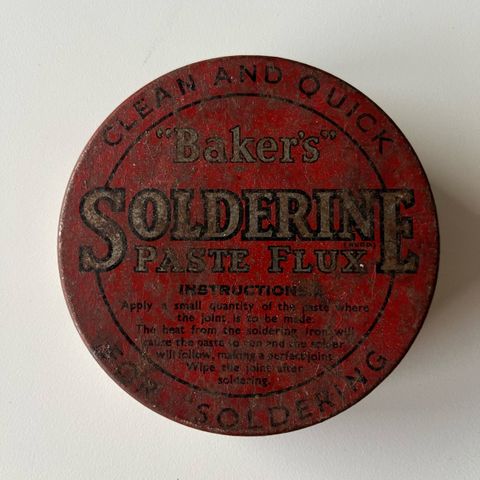 CLEAN AND QUICK
"Baker's"
SOLDERINE
(REGD)
PASTE FLUX
INSTRUCTIONS
Apply a small quantity of the paste where
the joint is to be made.
The heat from the soldering iron will
cause the paste to run and the solder
will follow, making a perfect joint.
Wipe the joint after
soldering.
FOR SOLDERING